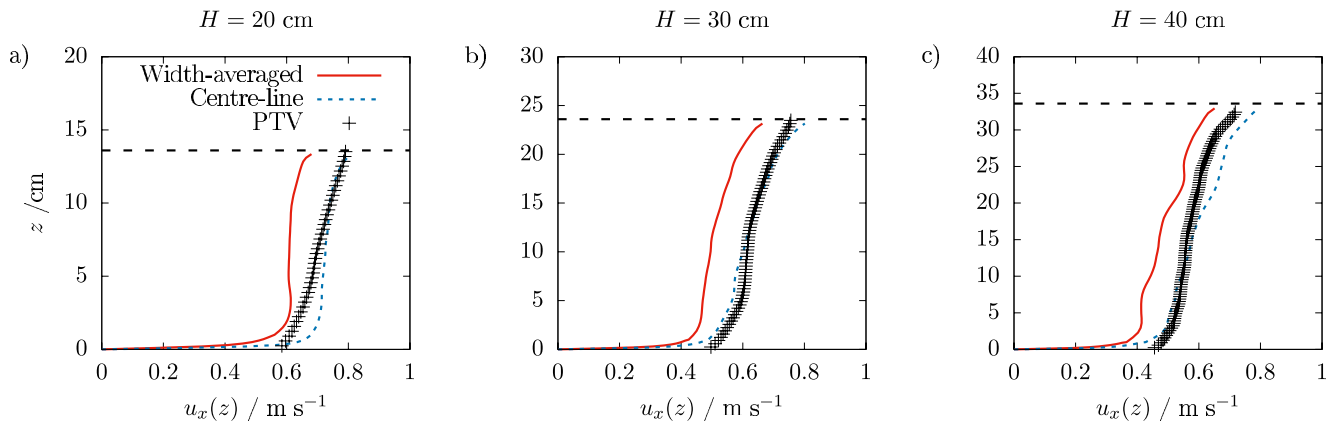 H = 20 cm
H = 30 cm
H = 40 cm
a)
b)
c)
20
15
10
5
0
Width-averaged
Centre-line
PTV
z /cm
0 0.2 0.4 0.6 0.8 1
u_x(z) / m s⁻¹
30
25
20
15
10
5
0
0 0.2 0.4 0.6 0.8 1
u_x(z) / m s⁻¹
40
35
30
25
20
15
10
5
0
0 0.2 0.4 0.6 0.8 1
u_x(z) / m s⁻¹